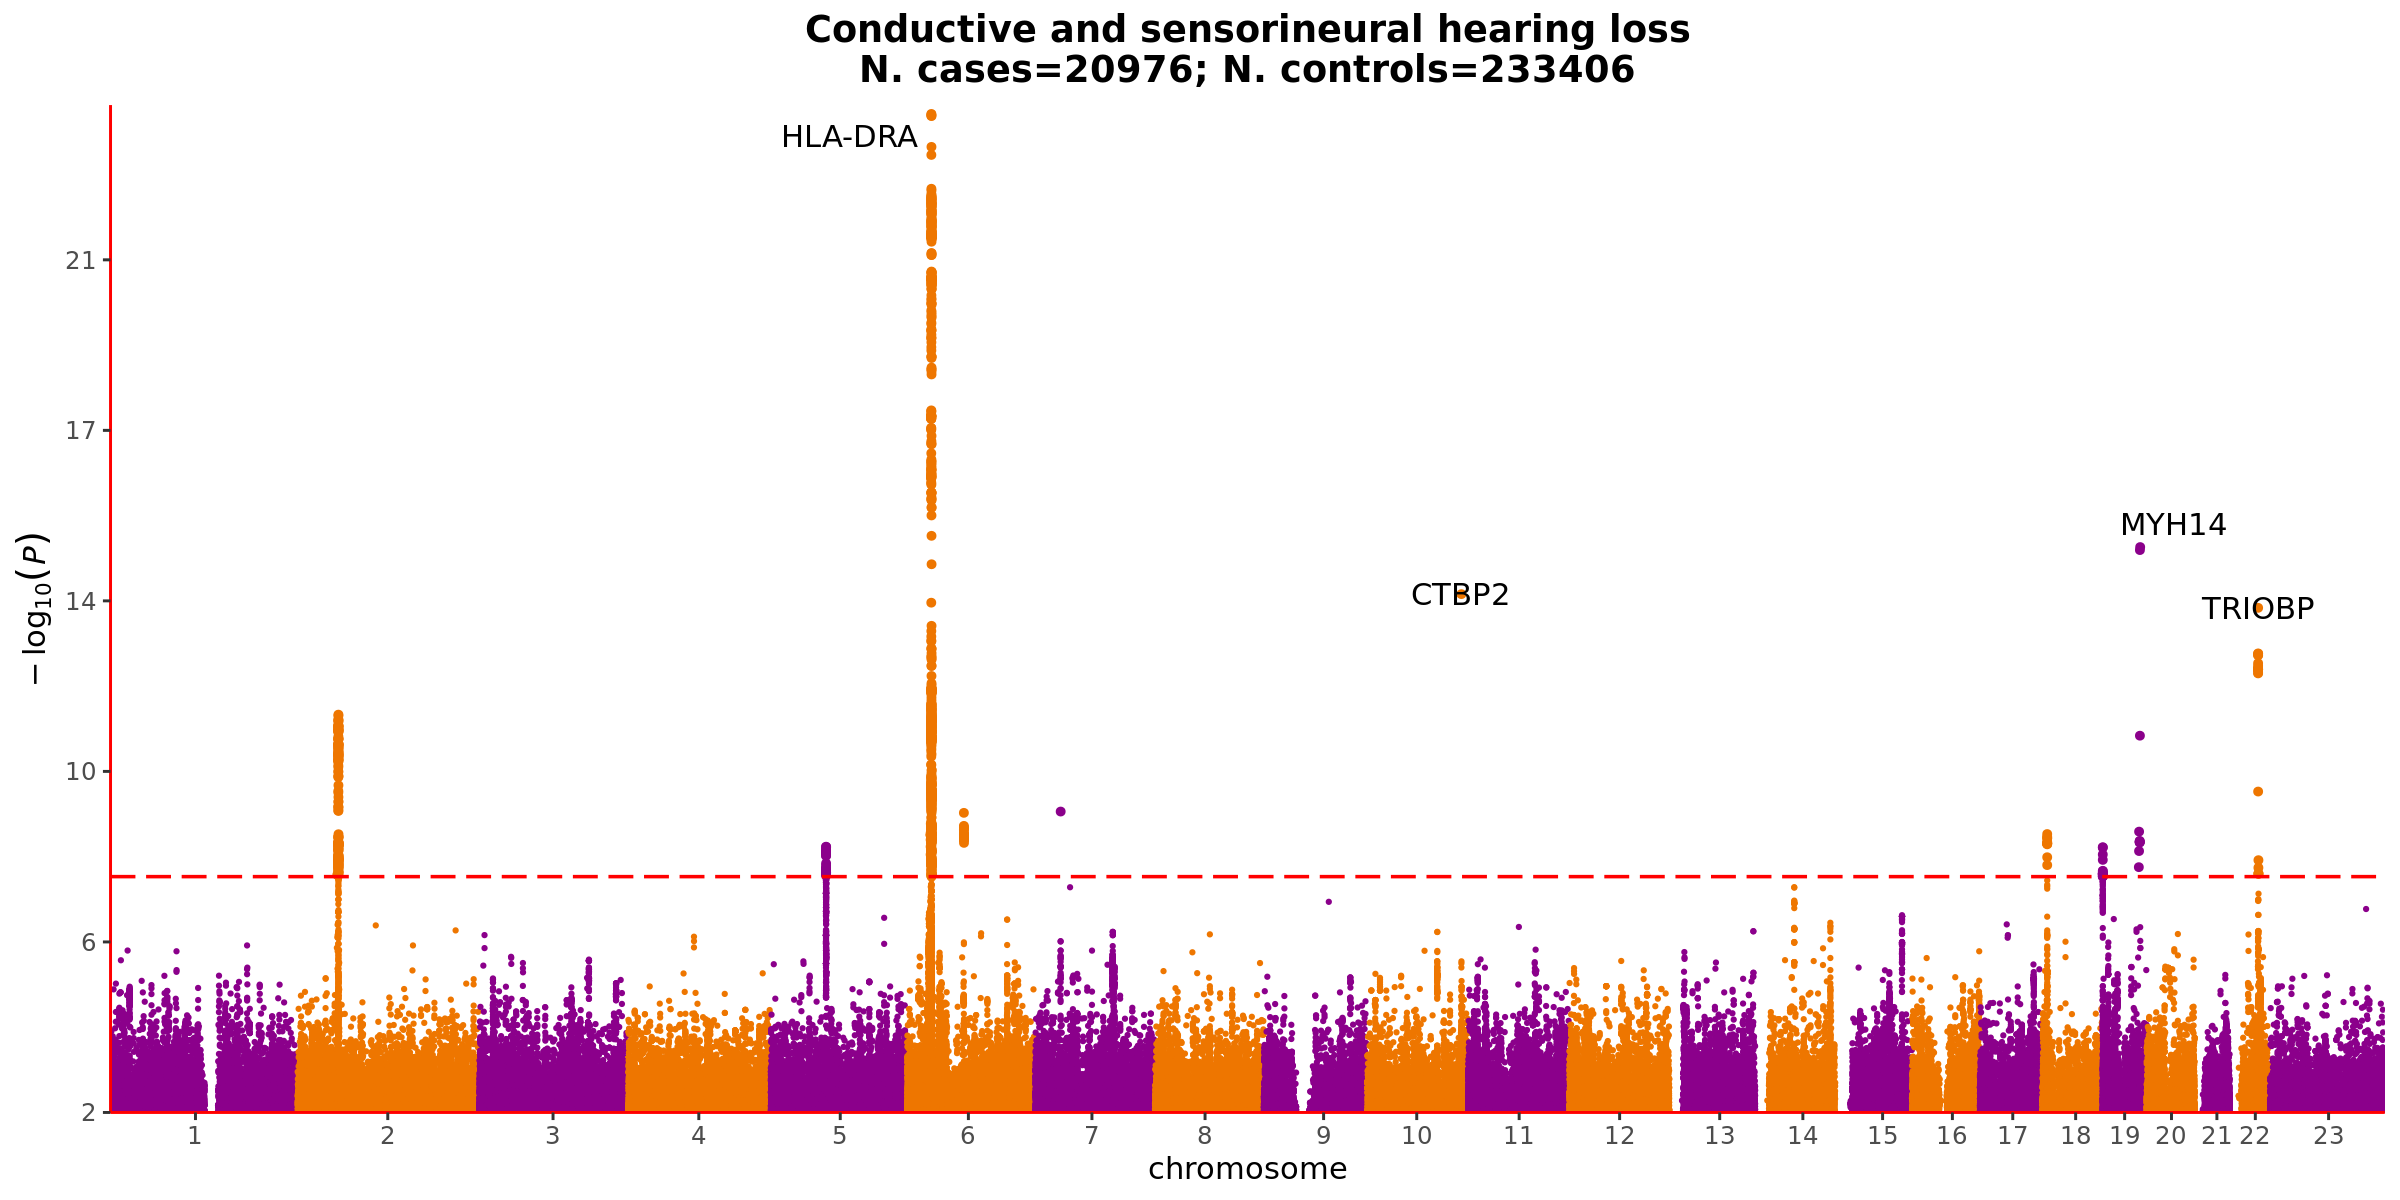 Conductive and sensorineural hearing loss
N. cases=20976; N. controls=233406
HLA-DRA
21
17
MYH14
CTBP2
14
TRIOBP
−log10(P)
10
6
2
1 2 3 4 5 6 7 8 9 10 11 12 13 14 15 16 17 18 19 20 21 22 23
chromosome